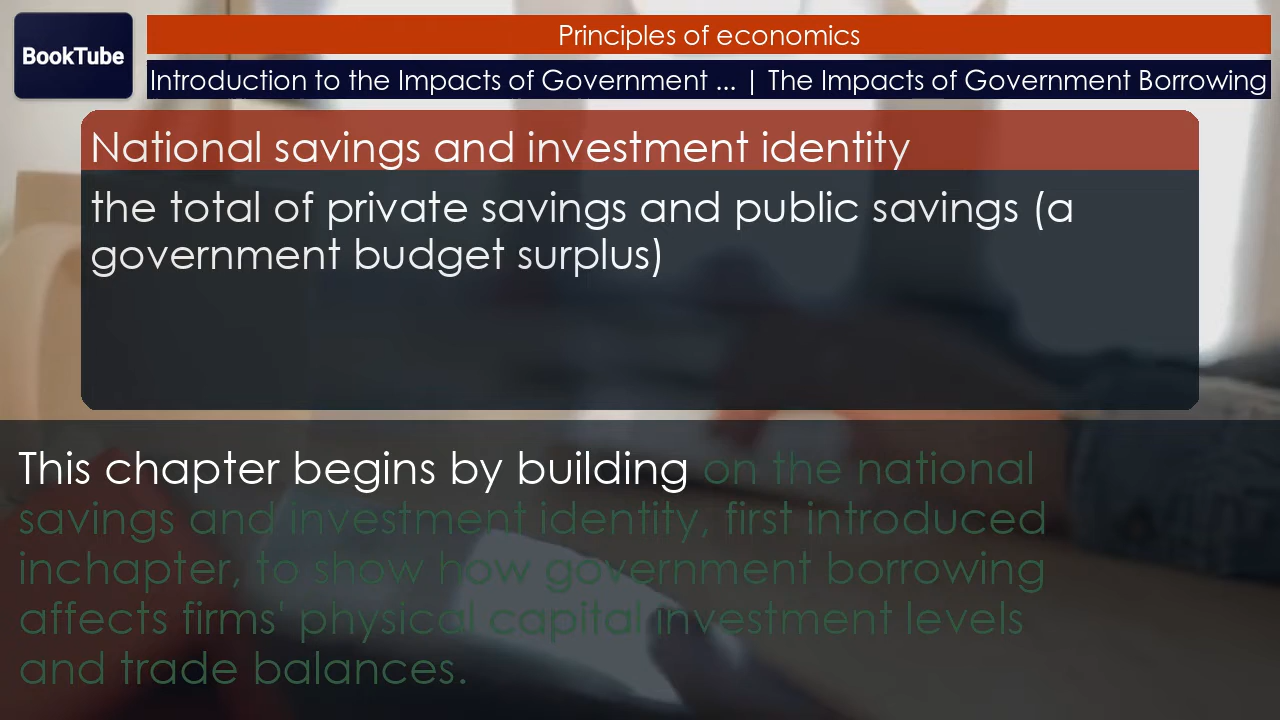 BookTube
Principles of economics
Introduction to the Impacts of Government ... | The Impacts of Government Borrowing
National savings and investment identity
the total of private savings and public savings (a
government budget surplus)
This chapter begins by building on the national
savings and investment identity, first introduced
inchapter, to show how government borrowing
affects firms' physical capital investment levels
and trade balances.